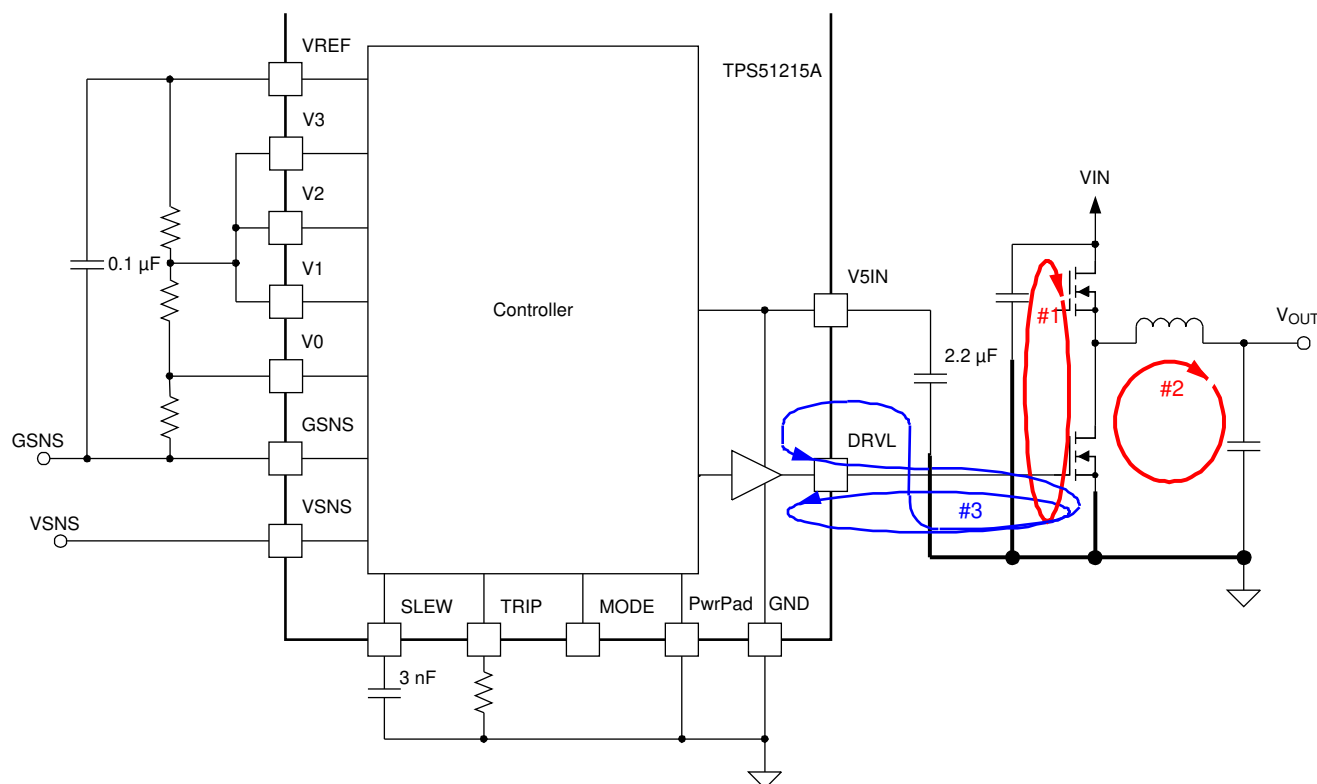 VREF
TPS51215A
V3
V2
VIN
0.1 µF
V1
V5IN
Controller
#1
VOUT
V0
2.2 µF
#2
GSNS
GSNS
DRVL
VSNS
VSNS
#3
SLEW
TRIP
MODE
PwrPad
GND
3 nF